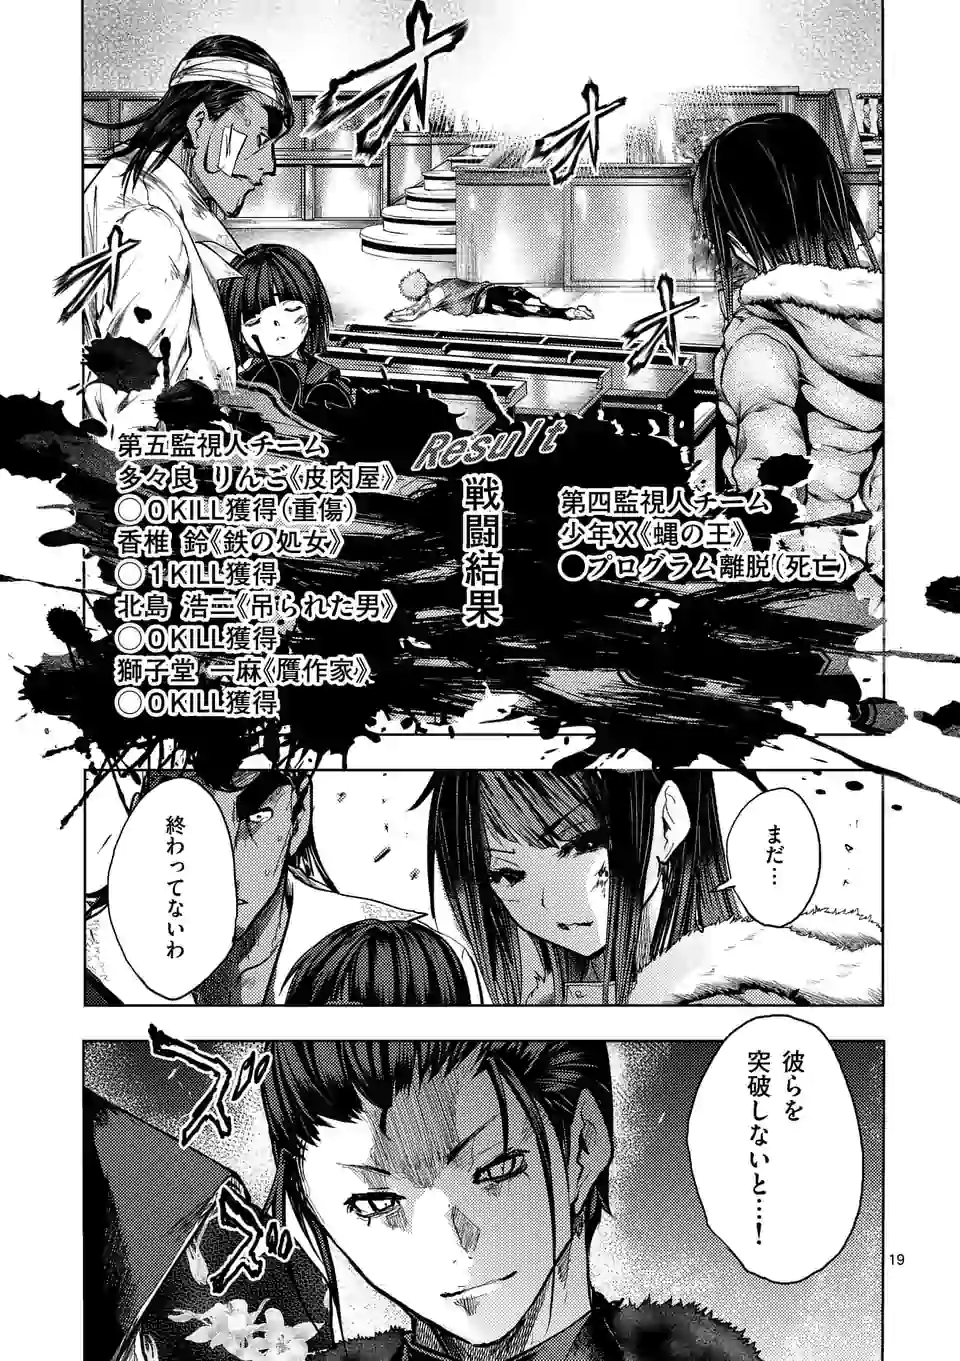 オオオオ
Result
戦闘結果
第四監視人チーム
少年X《蝿の王》
●プログラム離脱(死亡)
第五監視人チーム
多々良 りんご《皮肉屋》
○0KILL獲得(重傷)
香椎 鈴《鉄の処女》
○1KILL獲得
北島 浩二《吊られた男》
○0KILL獲得
獅子堂 一麻《贋作家》
○0KILL獲得
まだ…
終わってないわ
彼らを
突破しないと…!
19